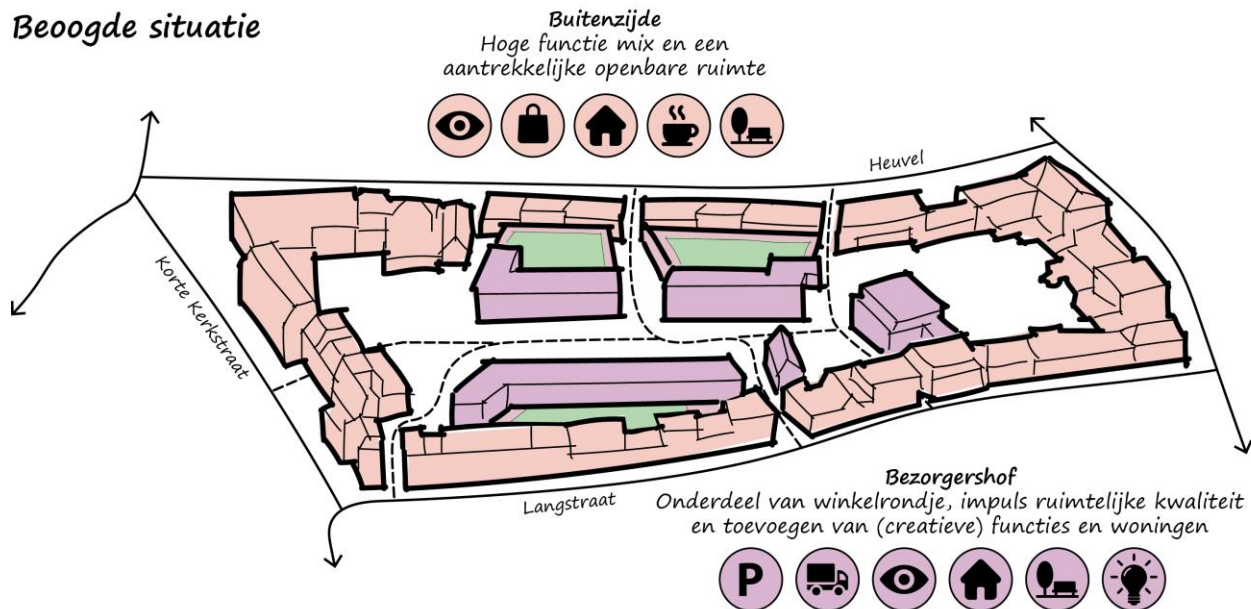 Beoogde situatie
Buitenzijde
Hoge functie mix en een
aantrekkelijke openbare ruimte
Heuvel
Korte Kerkstraat
Langstraat
Bezorgershof
Onderdeel van winkelrondje, impuls ruimtelijke kwaliteit
en toevoegen van (creatieve) functies en woningen
P